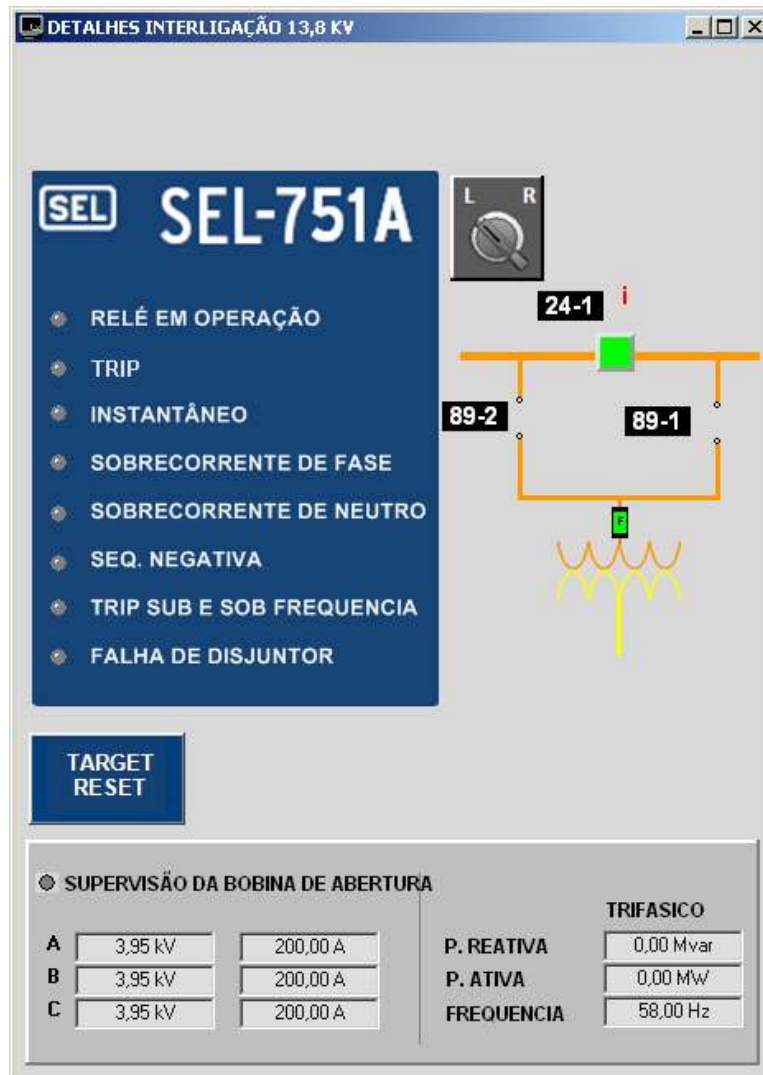 DETALHES INTERLIGAÇÃO 13,8 KV
SEL SEL-751A
L R
RELÉ EM OPERAÇÃO
TRIP
INSTANTÂNEO
SOBRECORRENTE DE FASE
SOBRECORRENTE DE NEUTRO
SEQ. NEGATIVA
TRIP SUB E SOB FREQUENCIA
FALHA DE DISJUNTOR
24-1 i
89-2 89-1
F
TARGET
RESET
SUPERVISÃO DA BOBINA DE ABERTURA
A 3,95 kV 200,00 A
B 3,95 kV 200,00 A
C 3,95 kV 200,00 A
TRIFASICO
P. REATIVA 0,00 Mvar
P. ATIVA 0,00 MW
FREQUENCIA 58,00 Hz